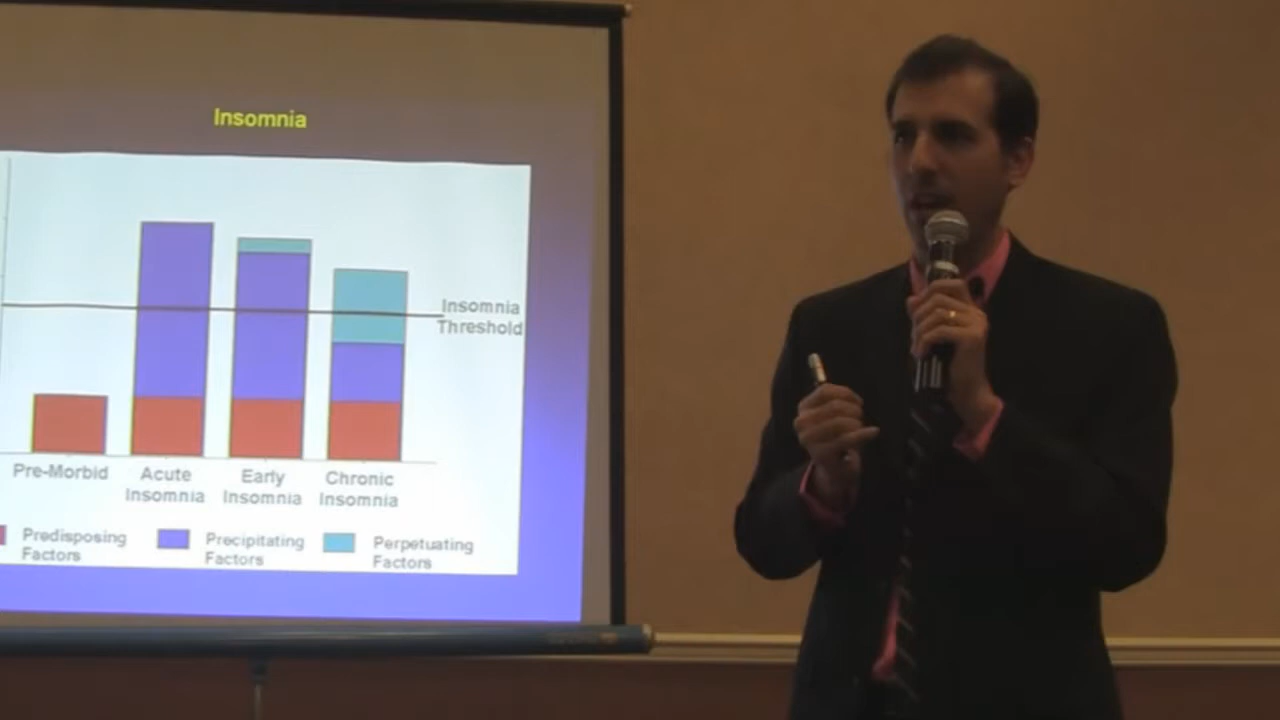 Insomnia
Insomnia
Threshold
Pre-Morbid
Acute
Insomnia
Early
Insomnia
Chronic
Insomnia
Predisposing
Factors
Precipitating
Factors
Perpetuating
Factors